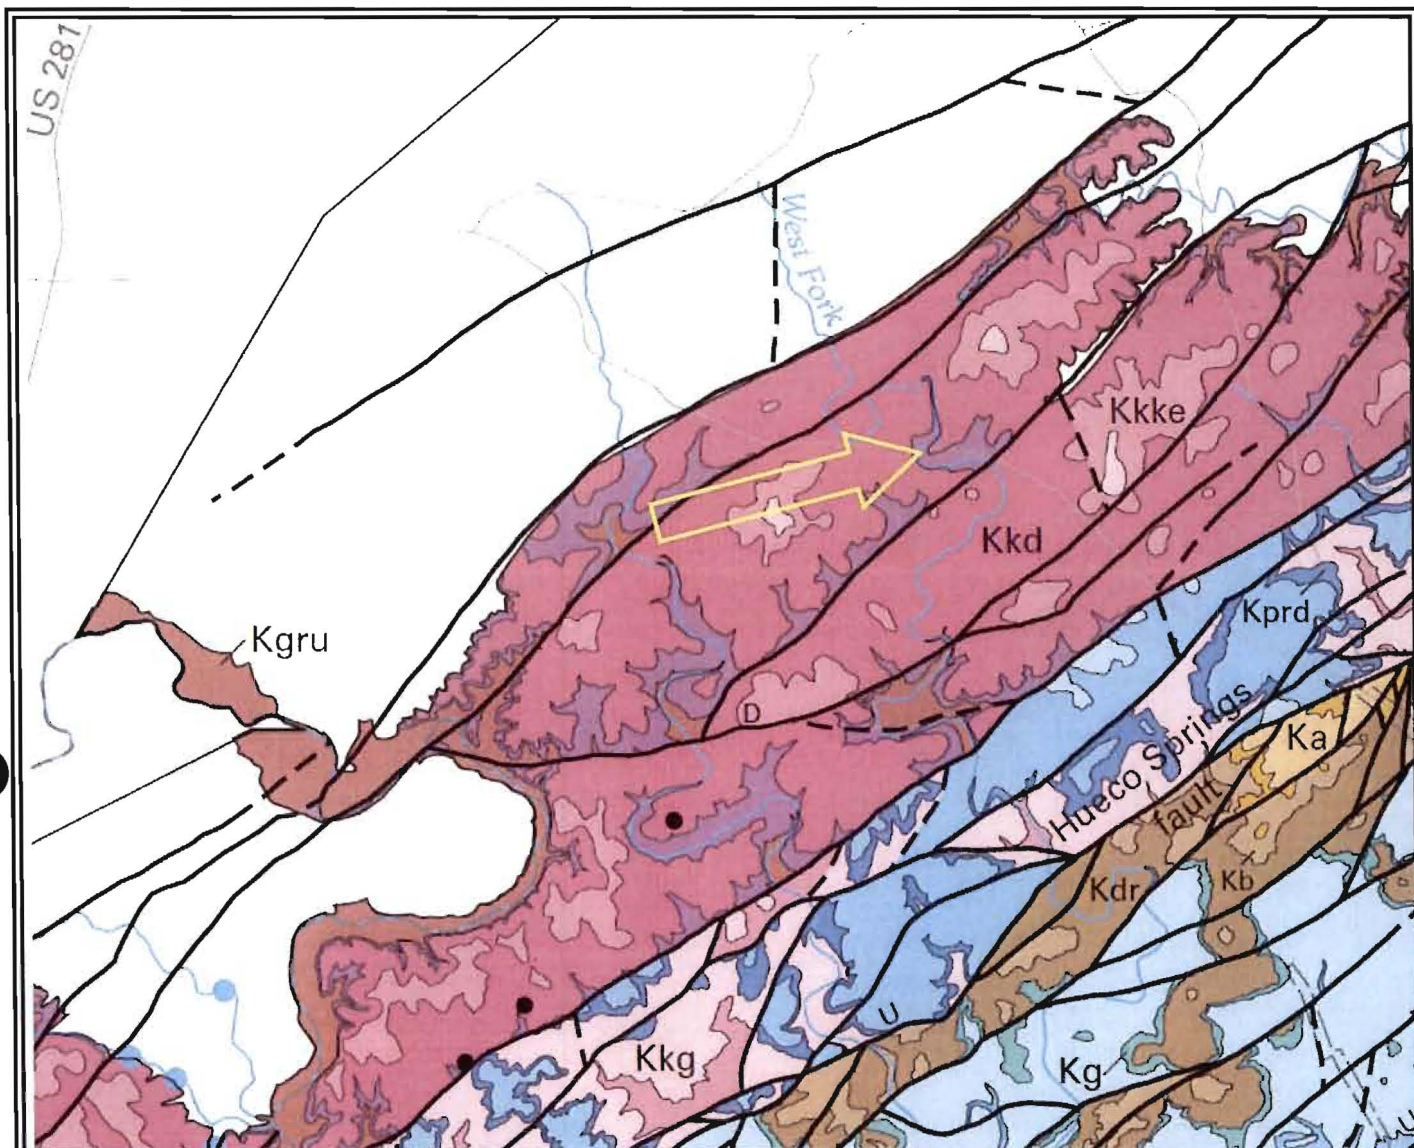 US 281
West Fork
Kkke
Kkd
Kprd
Kgru
D
Hueco Springs
fault
Ka
Kdr
Kb
U
Kkg
Kg
U